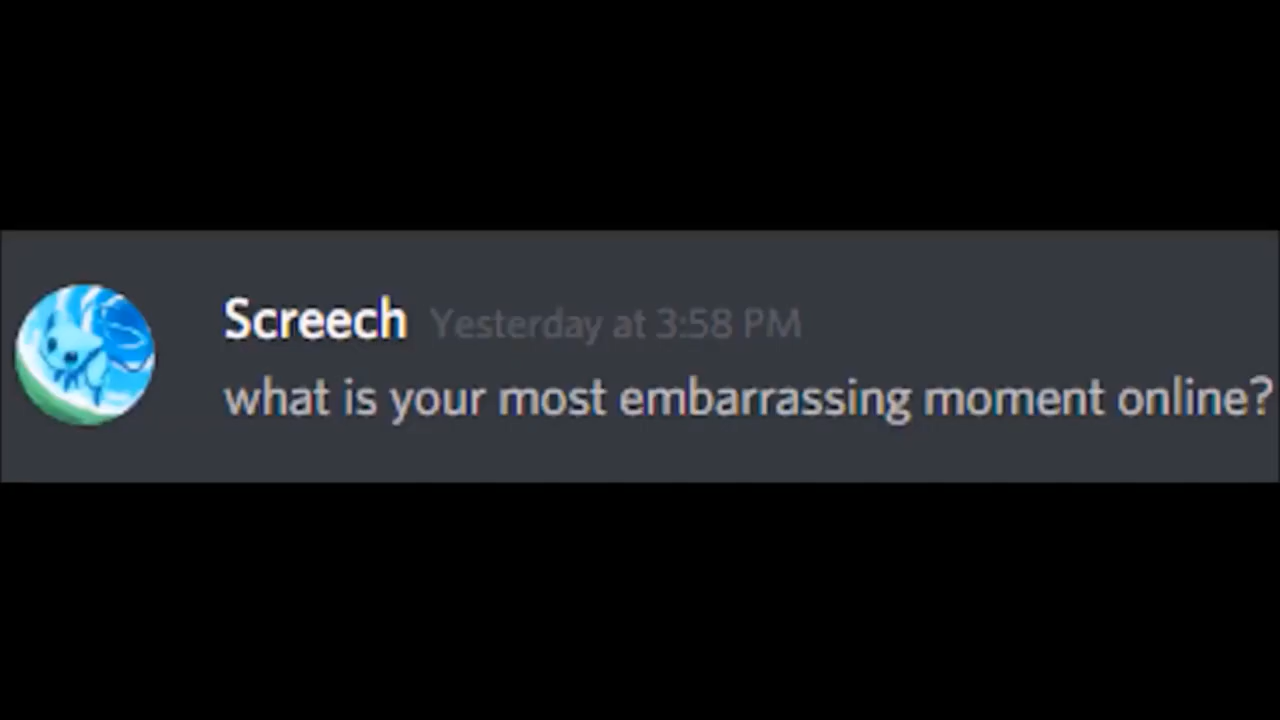 Screech Yesterday at 3:58 PM
what is your most embarrassing moment online?